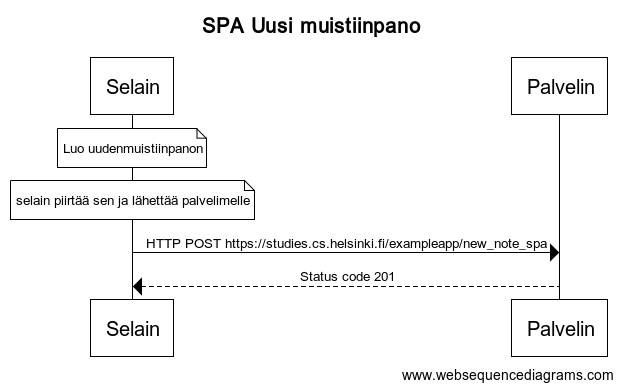 SPA Uusi muistiinpano
Selain
Palvelin
Luo uudenmuistiinpanon
selain piirtää sen ja lähettää palvelimelle
HTTP POST https://studies.cs.helsinki.fi/exampleapp/new_note_spa
Status code 201
Selain
Palvelin
www.websequencediagrams.com